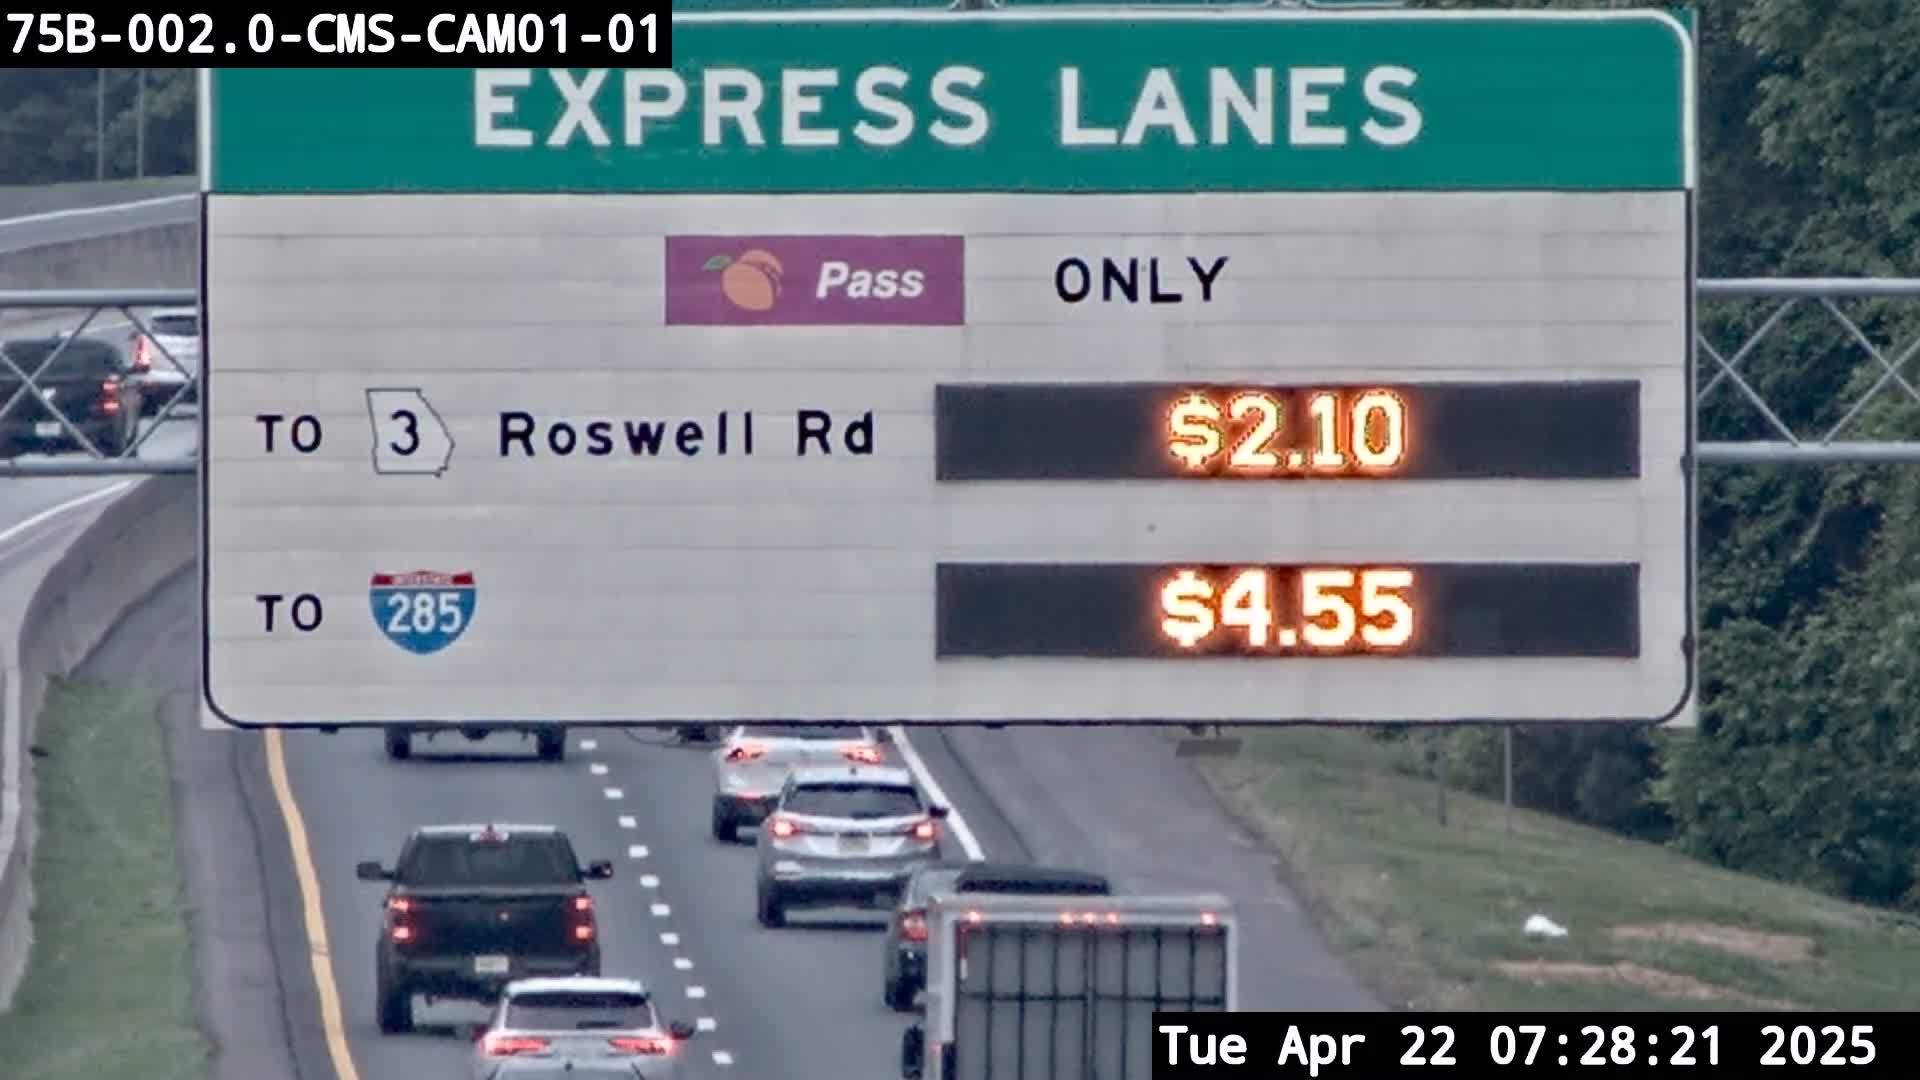 75B-002.0-CMS-CAM01-01
EXPRESS LANES
Pass ONLY
TO 3 Roswell Rd $2.10
TO 285 $4.55
Tue Apr 22 07:28:21 2025